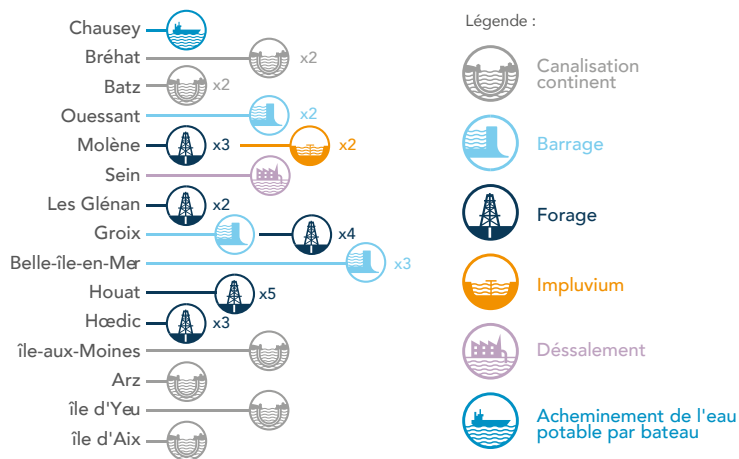 Chausey
Bréhat x2
Batz x2
Ouessant x2
Molène x3 x2
Sein
Les Glénan x2
Groix x4
Belle-île-en-Mer x3
Houat x5
Hœdic x3
île-aux-Moines
Arz
île d'Yeu
île d'Aix
Légende :
Canalisation
continent
Barrage
Forage
Impluvium
Déssalement
Acheminement de l'eau
potable par bateau